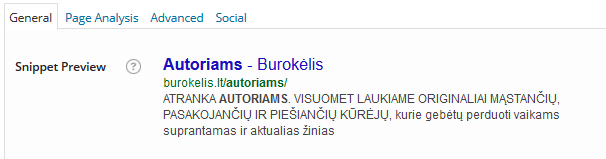 General Page Analysis Advanced Social
Snippet Preview ? Autoriams - Burokėlis
burokelis.lt/autoriams/
ATRANKA AUTORIAMS. VISUOMET LAUKIAME ORIGINALIAI MĄSTANČIŲ,
PASAKOJANČIŲ IR PIEŠIANČIŲ KŪRĖJŲ, kurie gebėtų perduoti vaikams
suprantamas ir aktualias žinias